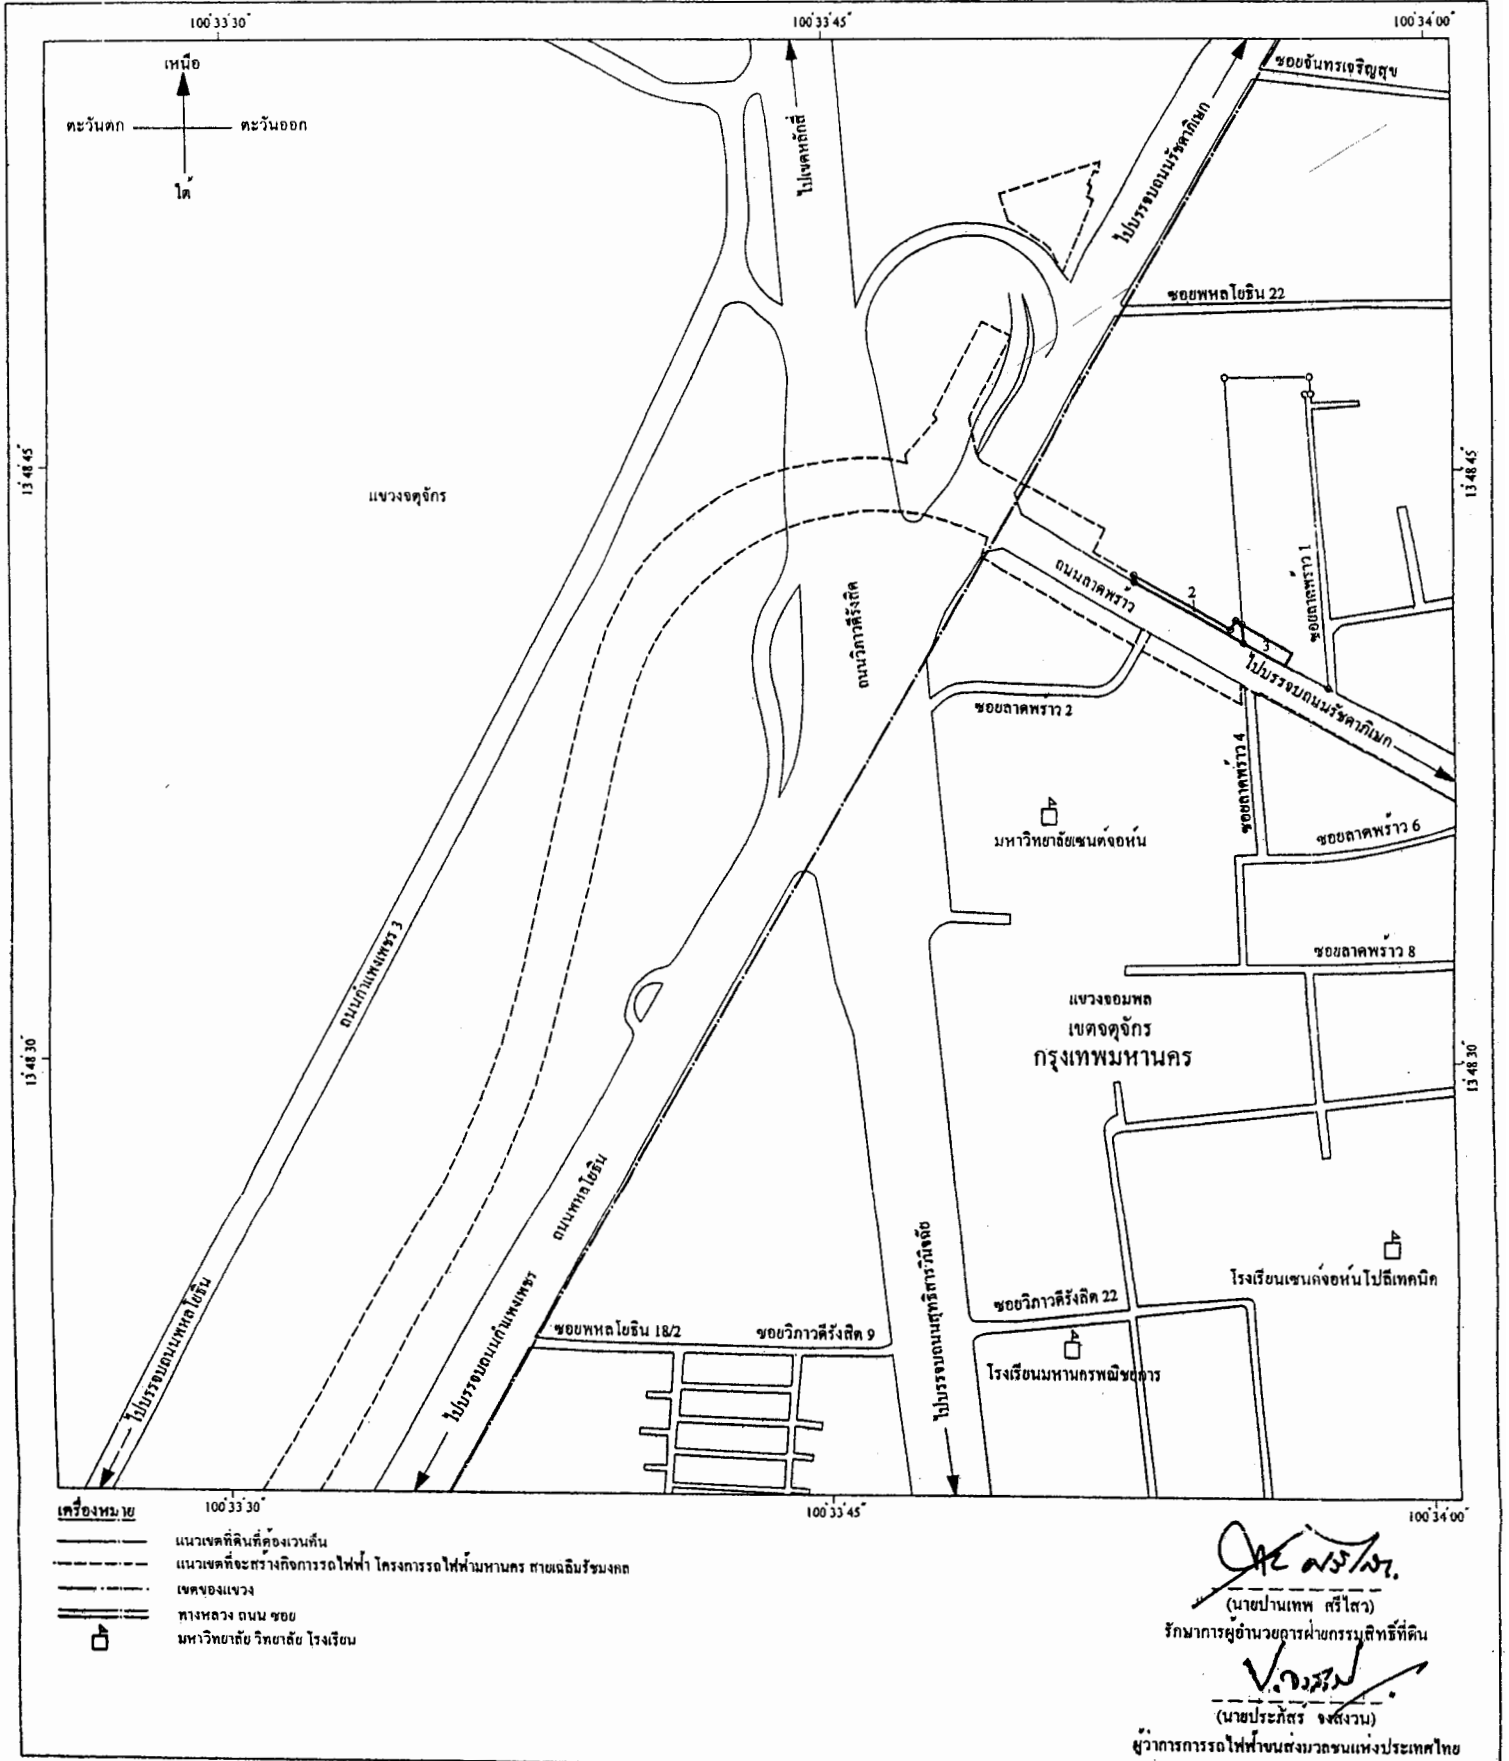 100°33'30"
100°33'45"
100°34'00"
เหนือ
ตะวันตก
ตะวันออก
ใต้
ไปเขตหลักสี่
ไปบรรจบถนนรัชดาภิเษก
ซอยจันทรเจริญสุข
ซอยพหลโยธิน 22
13°48'45"
13°48'45"
แขวงจตุจักร
ถนนลาดพร้าว
2
3
ซอยลาดพร้าว 1
ถนนวิภาวดีรังสิต
ไปบรรจบถนนรัชดาภิเษก
ซอยลาดพร้าว 2
ซอยลาดพร้าว 4
มหาวิทยาลัยเซนต์จอห์น
ซอยลาดพร้าว 6
ถนนกำแพงเพชร 3
ซอยลาดพร้าว 8
แขวงจอมพล
เขตจตุจักร
กรุงเทพมหานคร
13°48'30"
13°48'30"
ถนนพหลโยธิน
ไปบรรจบถนนสุทธิสารวินิจฉัย
โรงเรียนเซนต์จอห์นโปลีเทคนิค
ไปบรรจบถนนพหลโยธิน
ไปบรรจบถนนกำแพงเพชร
ซอยวิภาวดีรังสิต 22
ซอยพหลโยธิน 18/2
ซอยวิภาวดีรังสิต 9
โรงเรียนมหานครพณิชยการ
100°33'30"
100°33'45"
100°34'00"
เครื่องหมาย
แนวเขตที่ดินที่ต้องเวนคืน
แนวเขตที่จะสร้างกิจการรถไฟฟ้า โครงการรถไฟฟ้ามหานคร สายเฉลิมรัชมงคล
เขตของแขวง
ทางหลวง ถนน ซอย
มหาวิทยาลัย วิทยาลัย โรงเรียน
(นายปานเทพ ศรีไสว)
รักษาการผู้อำนวยการฝ่ายกรรมสิทธิ์ที่ดิน
(นายประภัสร์ จงสงวน)
ผู้ว่าการการรถไฟฟ้าขนส่งมวลชนแห่งประเทศไทย